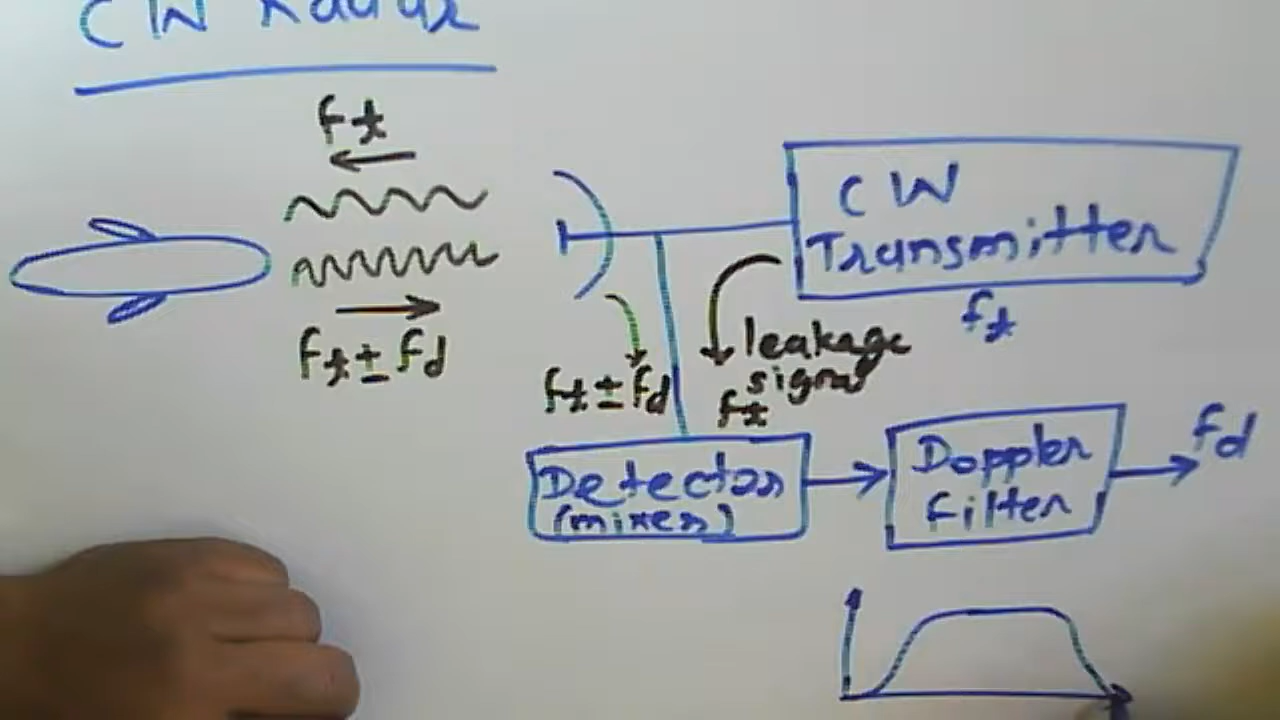 CW Radar
ft
ft ± fd
CW
Transmitter
ft
leakage
signal
ft
ft ± fd
Detector
(mixer)
Doppler
filter
fd